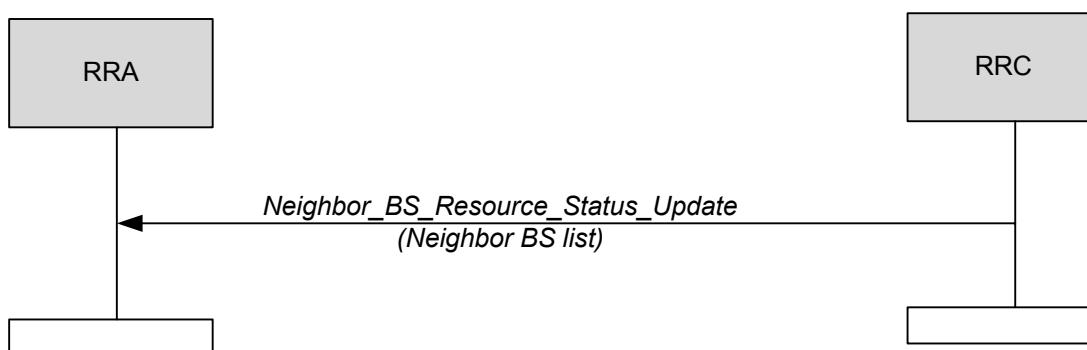 RRA
RRC
Neighbor_BS_Resource_Status_Update
(Neighbor BS list)